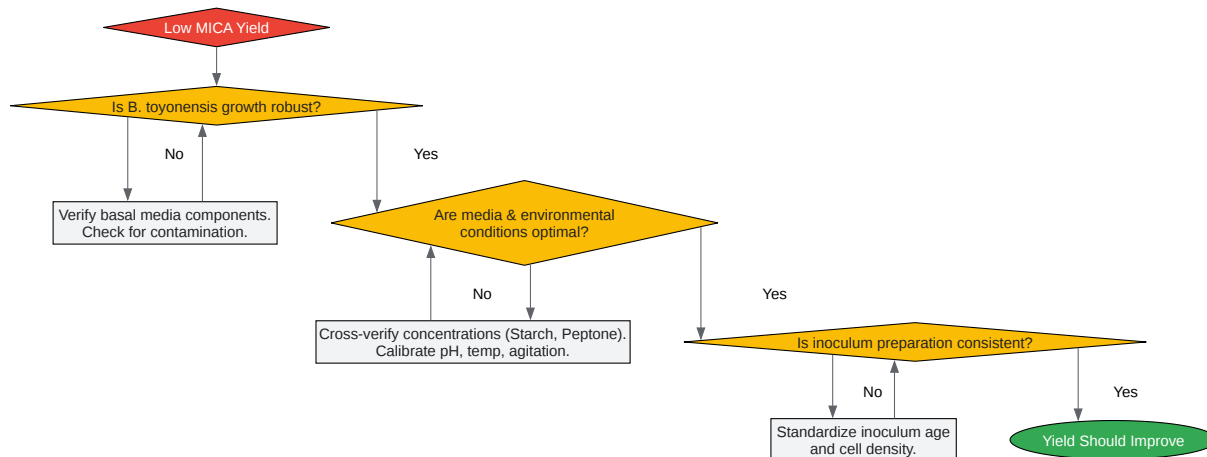 Low MICA Yield
Is B. toyonensis growth robust?
No
Yes
Verify basal media components.
Check for contamination.
Are media & environmental
conditions optimal?
No
Yes
Cross-verify concentrations (Starch, Peptone).
Calibrate pH, temp, agitation.
Is inoculum preparation consistent?
No
Yes
Standardize inoculum age
and cell density.
Yield Should Improve